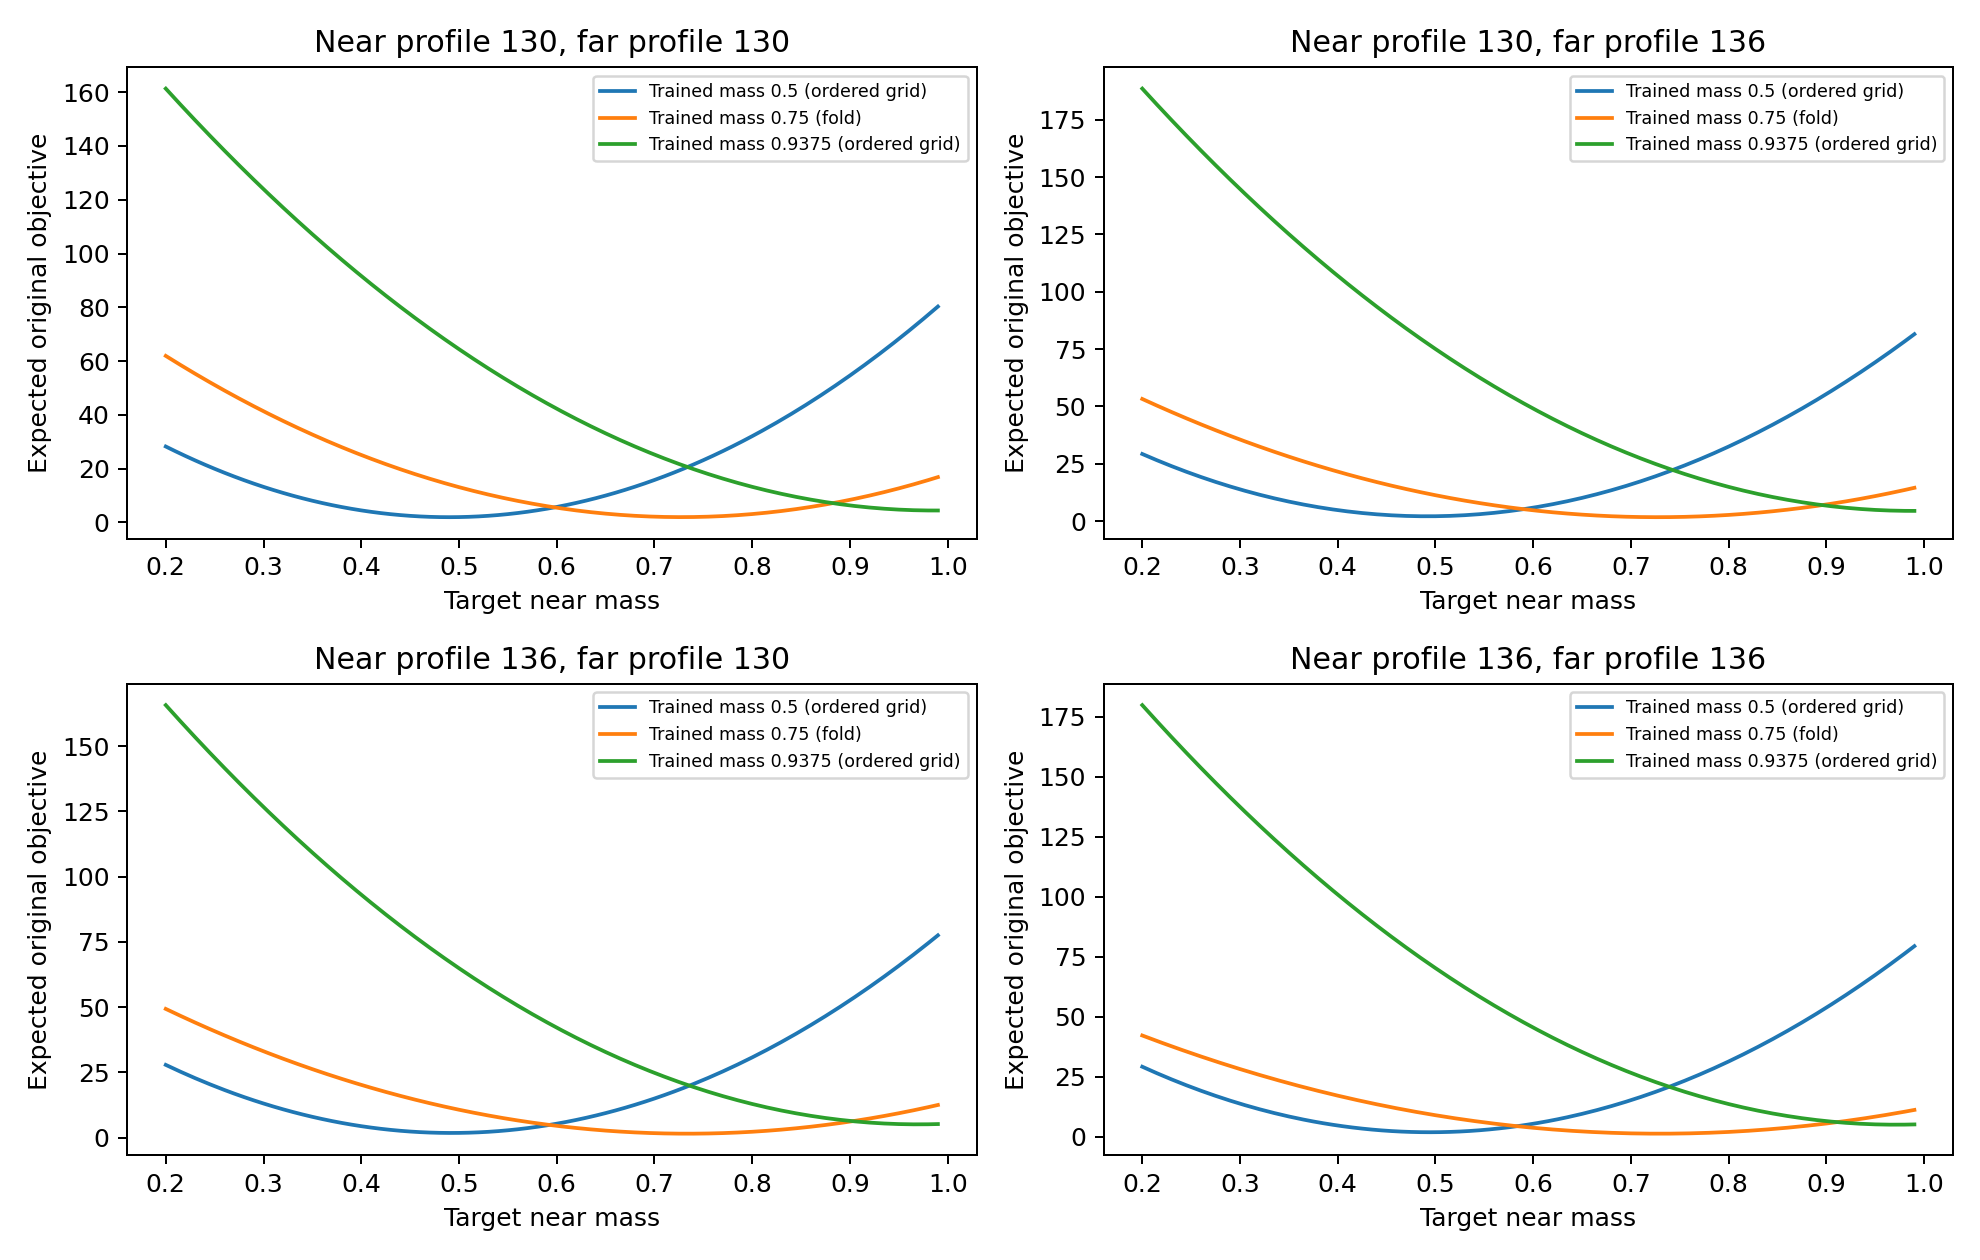 Near profile 130, far profile 130
Expected original objective
160
140
120
100
80
60
40
20
0
Trained mass 0.5 (ordered grid)
Trained mass 0.75 (fold)
Trained mass 0.9375 (ordered grid)
0.2 0.3 0.4 0.5 0.6 0.7 0.8 0.9 1.0
Target near mass
Near profile 130, far profile 136
Expected original objective
175
150
125
100
75
50
25
0
Trained mass 0.5 (ordered grid)
Trained mass 0.75 (fold)
Trained mass 0.9375 (ordered grid)
0.2 0.3 0.4 0.5 0.6 0.7 0.8 0.9 1.0
Target near mass
Near profile 136, far profile 130
Expected original objective
150
125
100
75
50
25
0
Trained mass 0.5 (ordered grid)
Trained mass 0.75 (fold)
Trained mass 0.9375 (ordered grid)
0.2 0.3 0.4 0.5 0.6 0.7 0.8 0.9 1.0
Target near mass
Near profile 136, far profile 136
Expected original objective
175
150
125
100
75
50
25
0
Trained mass 0.5 (ordered grid)
Trained mass 0.75 (fold)
Trained mass 0.9375 (ordered grid)
0.2 0.3 0.4 0.5 0.6 0.7 0.8 0.9 1.0
Target near mass